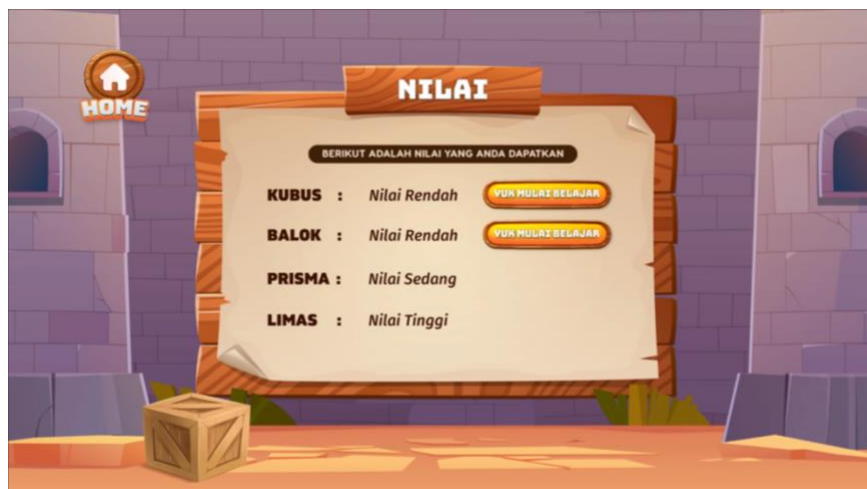 NILAI
HOME
BERIKUT ADALAH NILAI YANG ANDA DAPATKAN
KUBUS : Nilai Rendah YUK MULAI BELAJAR
BALOK : Nilai Rendah YUK MULAI BELAJAR
PRISMA : Nilai Sedang
LIMAS : Nilai Tinggi